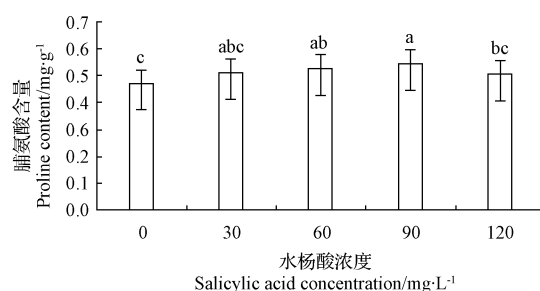 0.7
0.6
0.5
0.4
0.6
0.2
0.1
0.0
脯氨酸含量
Proline content/mg·g-1
c
abc
ab
a
bc
0
30
60
90
120
水杨酸浓度
Salicylic acid concentration/mg·L-1